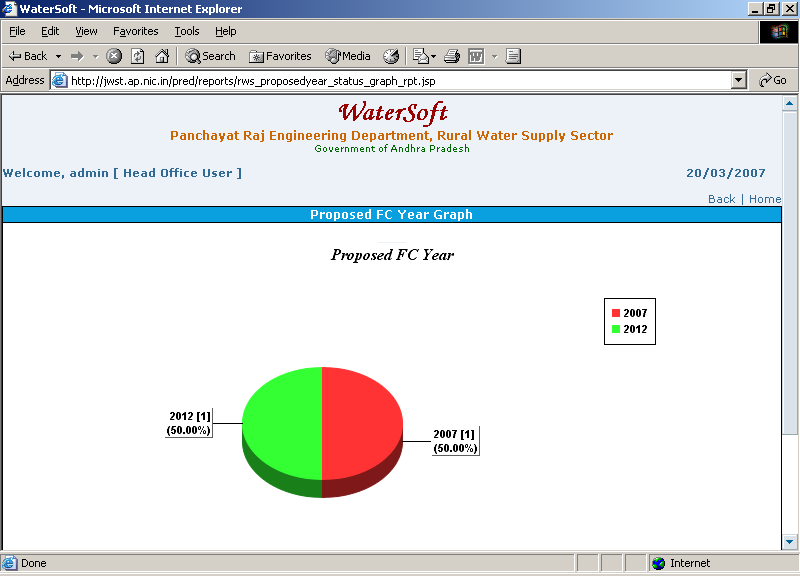 WaterSoft - Microsoft Internet Explorer
File Edit View Favorites Tools Help
Back Search Favorites Media
Address http://jwst.ap.nic.in/pred/reports/rws_proposedyear_status_graph_rpt.jsp Go
WaterSoft
Panchayat Raj Engineering Department, Rural Water Supply Sector
Government of Andhra Pradesh
Welcome, admin [ Head Office User ] 20/03/2007
Back | Home
Proposed FC Year Graph
Proposed FC Year
2007
2012
2012 [1]
(50.00%)
2007 [1]
(50.00%)
Done Internet